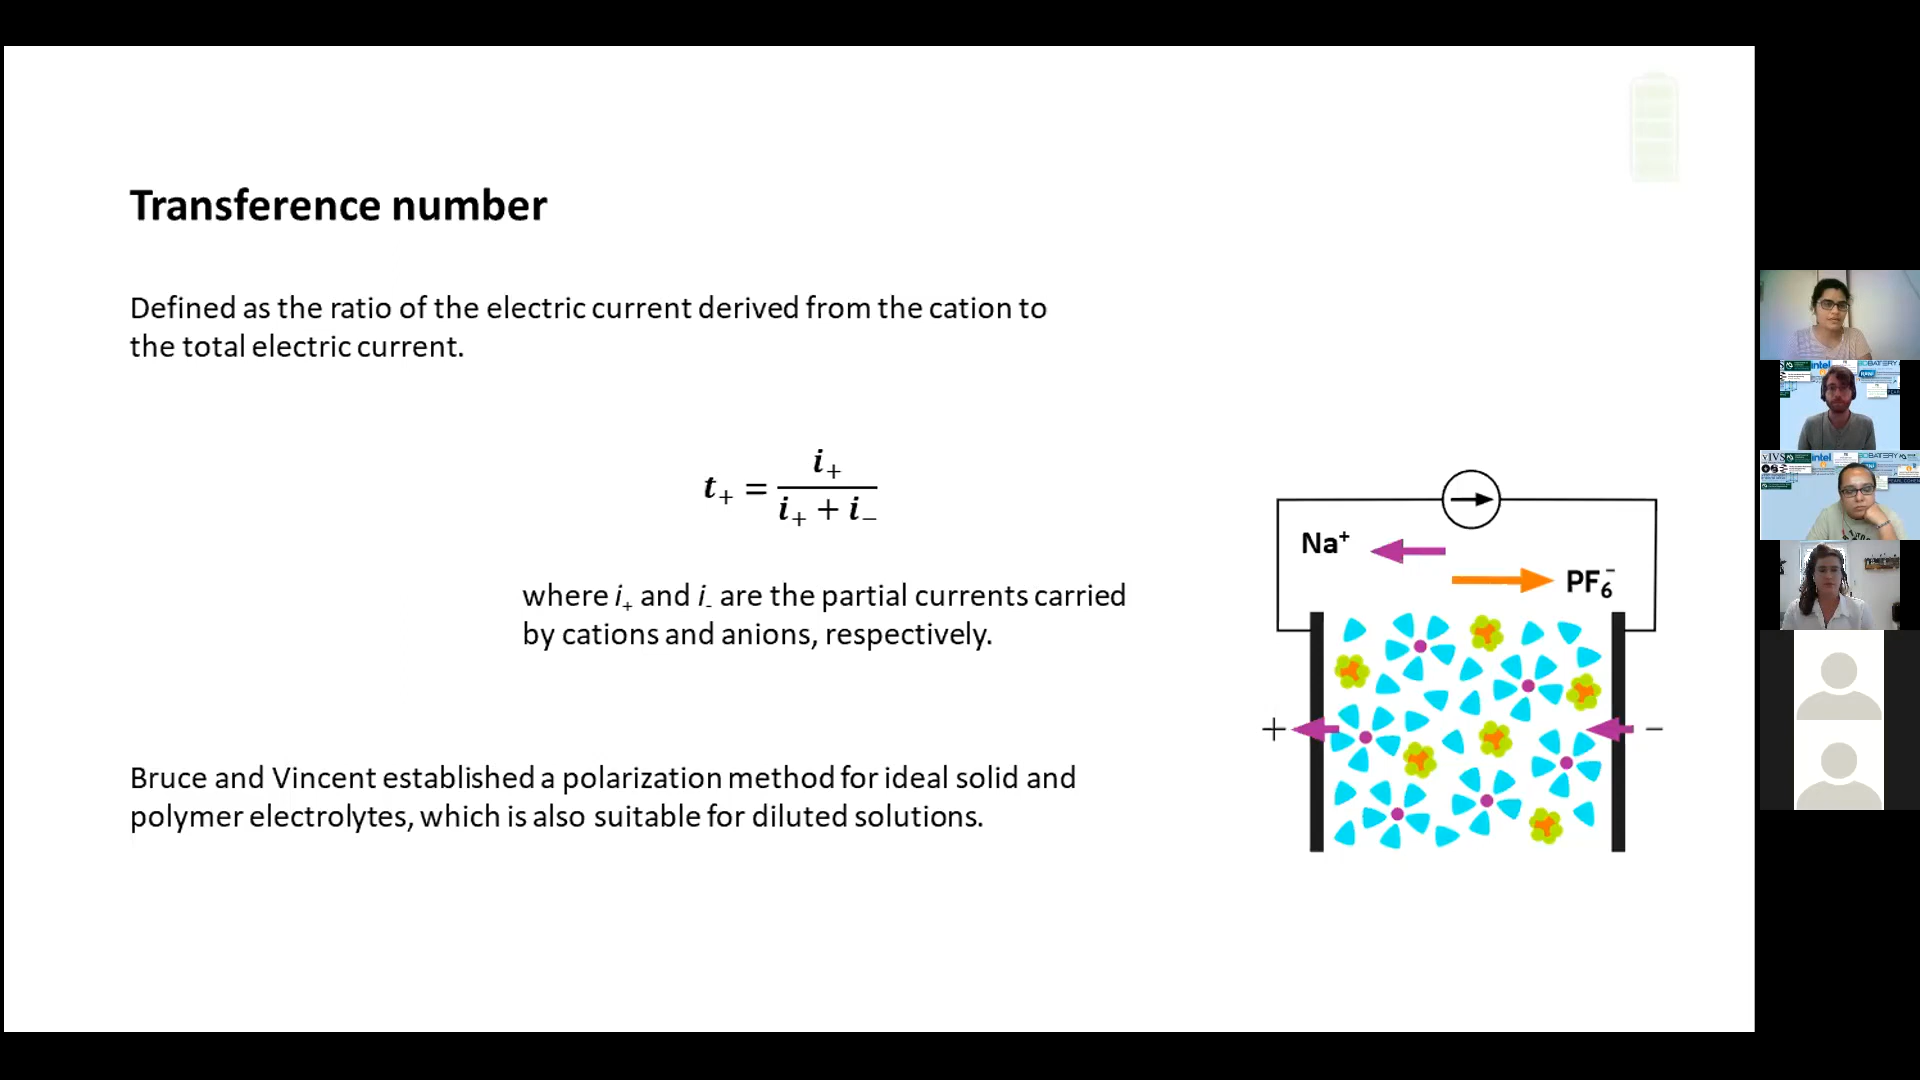 Transference number
Defined as the ratio of the electric current derived from the cation to
the total electric current.
t₊ = i₊ / (i₊ + i₋)
where i₊ and i₋ are the partial currents carried
by cations and anions, respectively.
Bruce and Vincent established a polarization method for ideal solid and
polymer electrolytes, which is also suitable for diluted solutions.
Na⁺
PF₆⁻
+
−
intel
intel